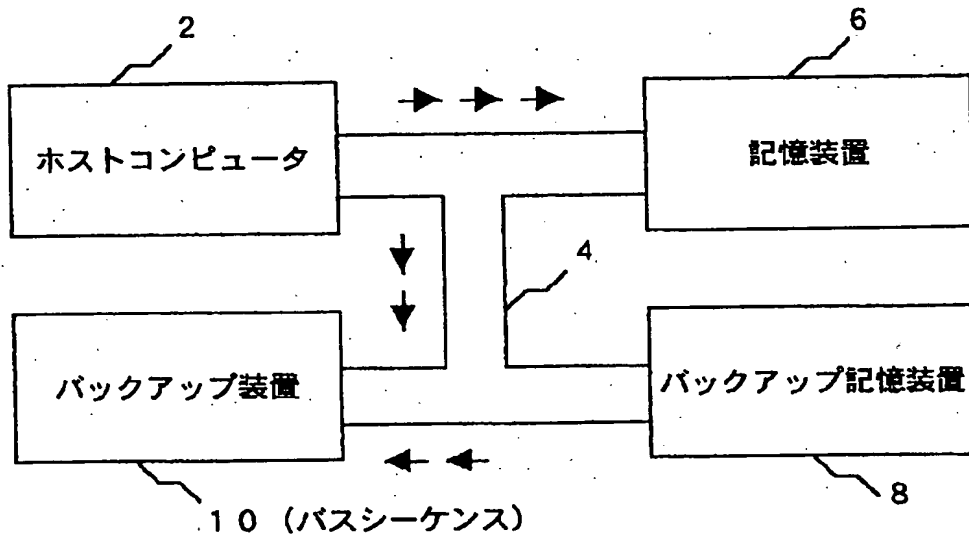 2
6
ホストコンピュータ
記憶装置
4
バックアップ装置
バックアップ記憶装置
8
10（バスシーケンス）